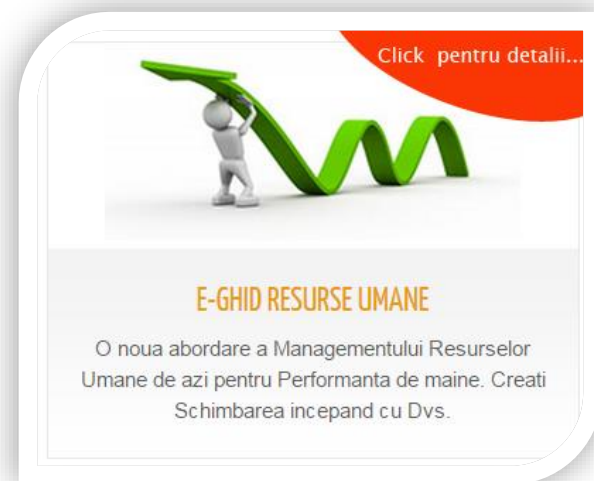 Click pentru detalii...
E-GHID RESURSE UMANE
O noua abordare a Managementului Resurselor
Umane de azi pentru Performanta de maine. Creati
Schimbarea incepand cu Dvs.